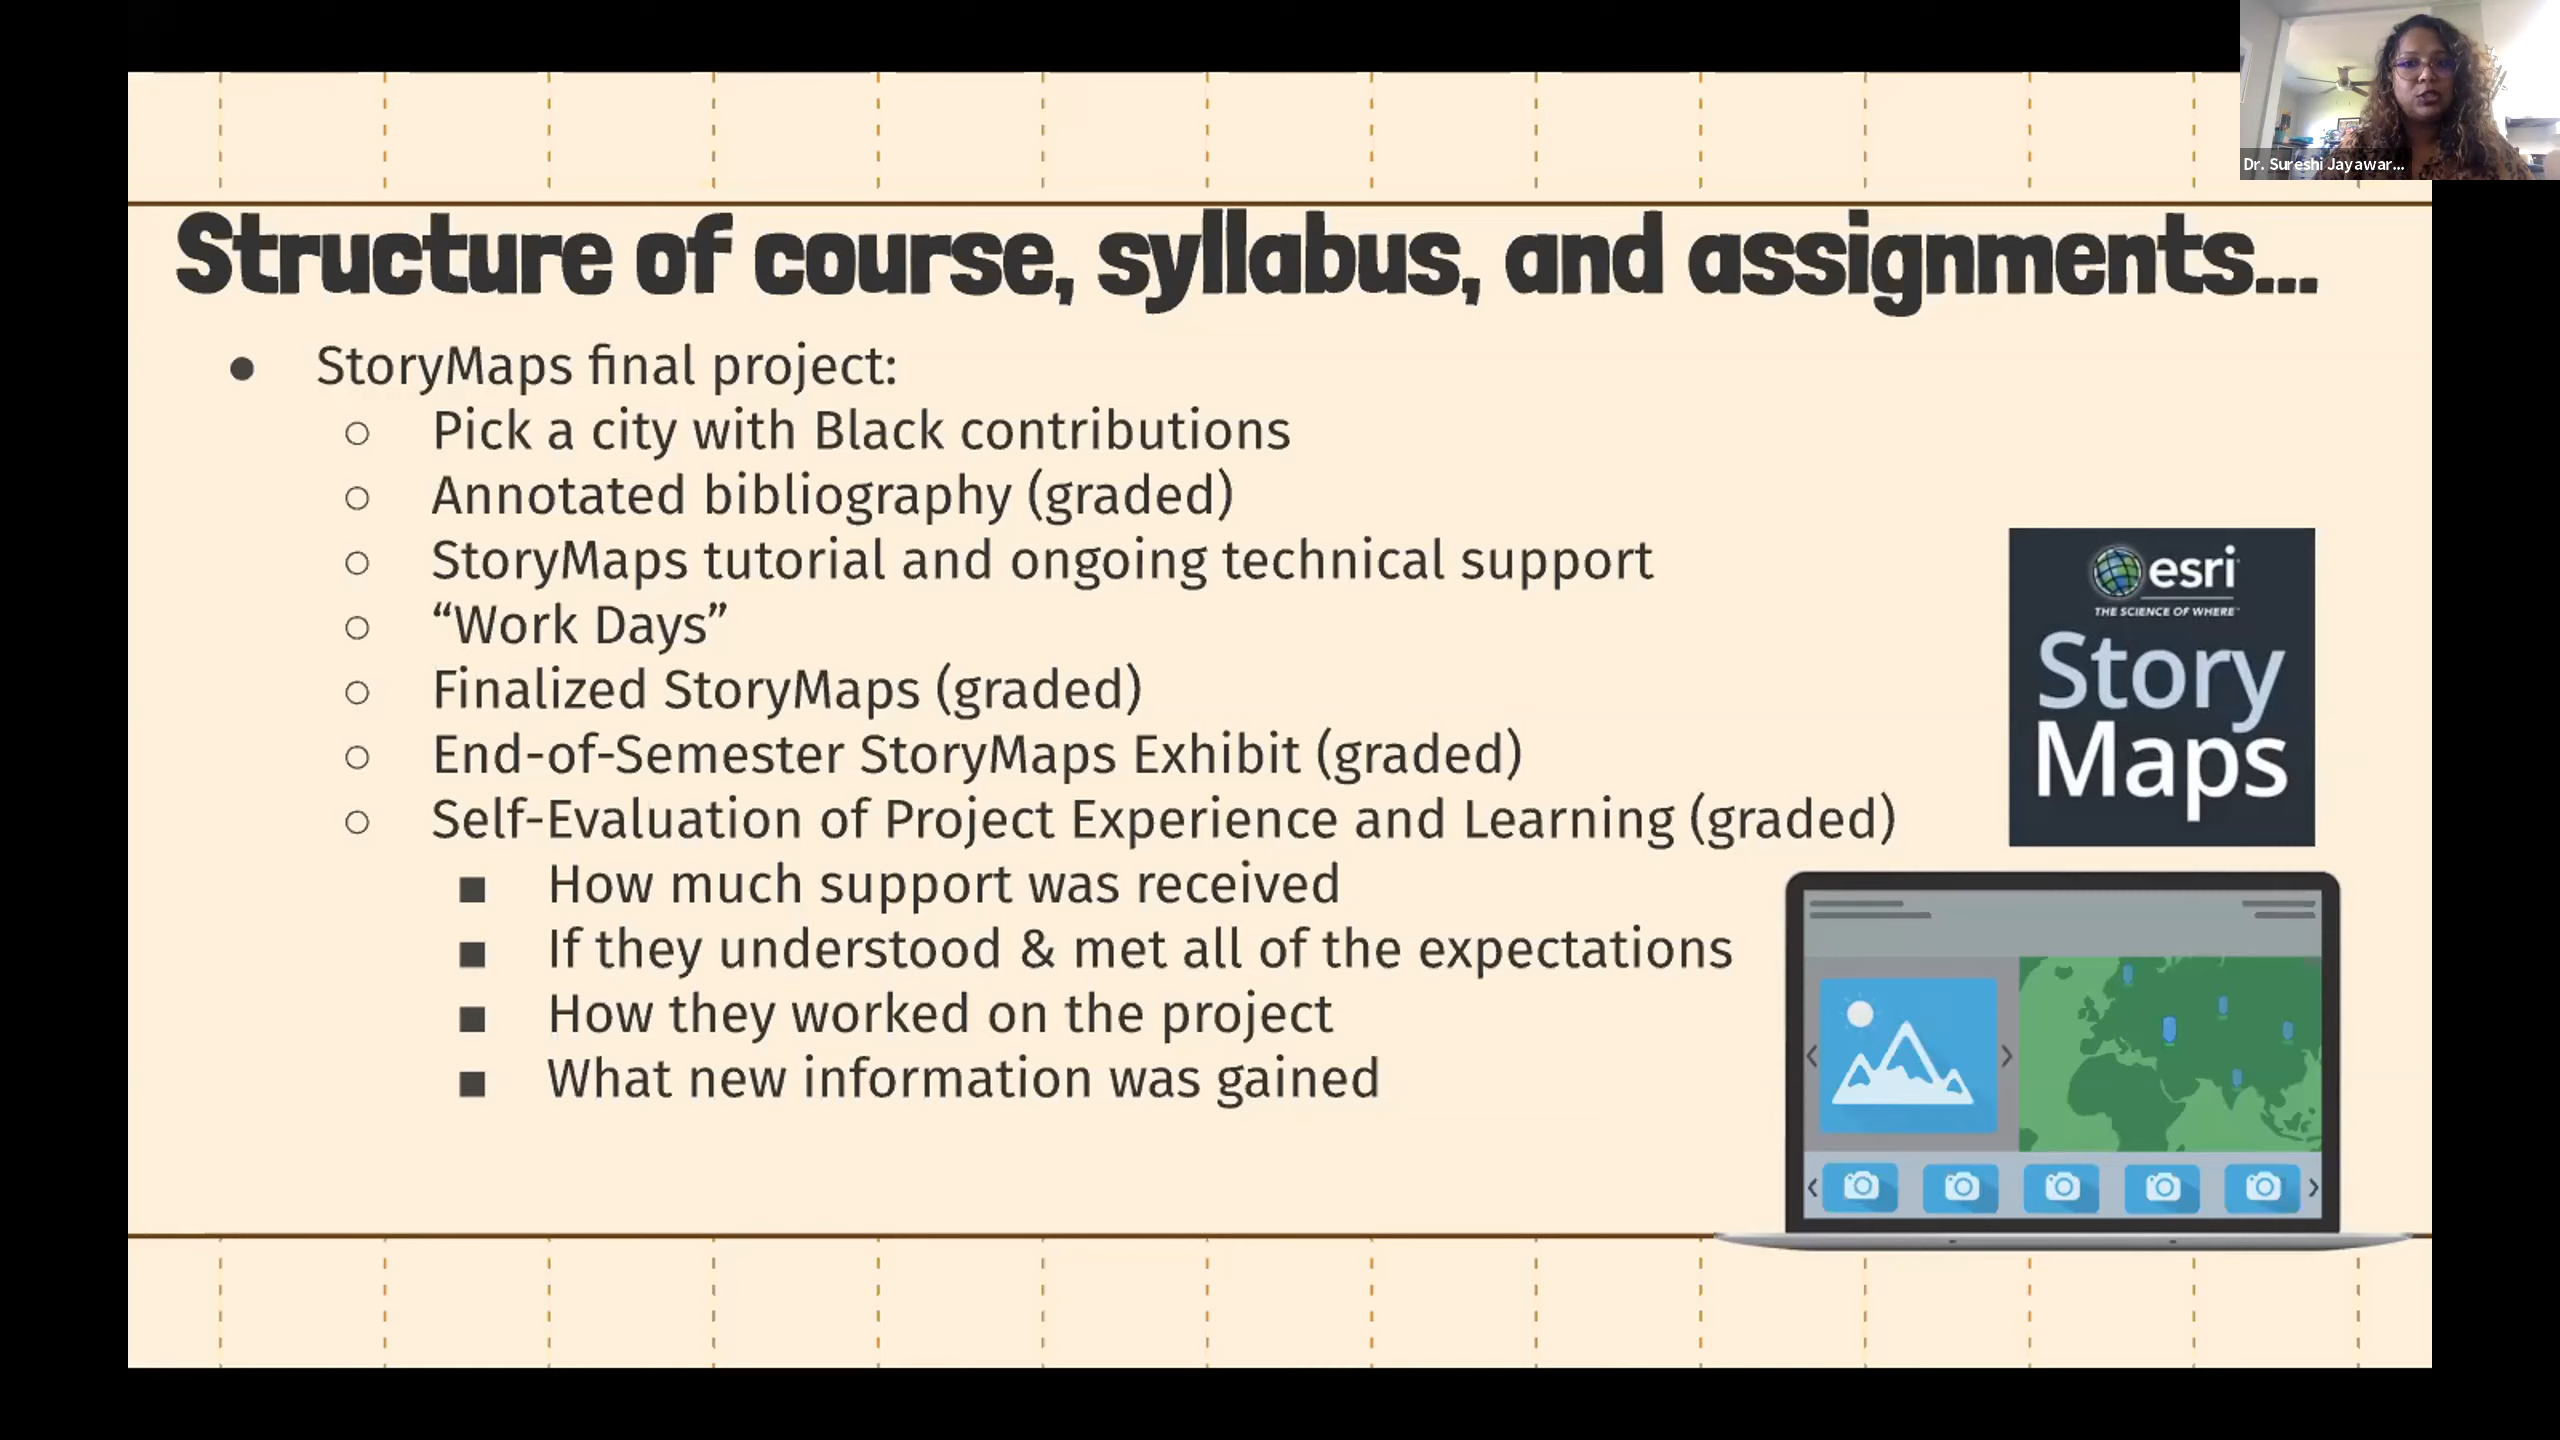 Dr. Sureshi Jayawar...
Structure of course, syllabus, and assignments...
StoryMaps final project:
Pick a city with Black contributions
Annotated bibliography (graded)
StoryMaps tutorial and ongoing technical support
“Work Days”
Finalized StoryMaps (graded)
End-of-Semester StoryMaps Exhibit (graded)
Self-Evaluation of Project Experience and Learning (graded)
How much support was received
If they understood & met all of the expectations
How they worked on the project
What new information was gained
esri
THE SCIENCE OF WHERE
Story
Maps